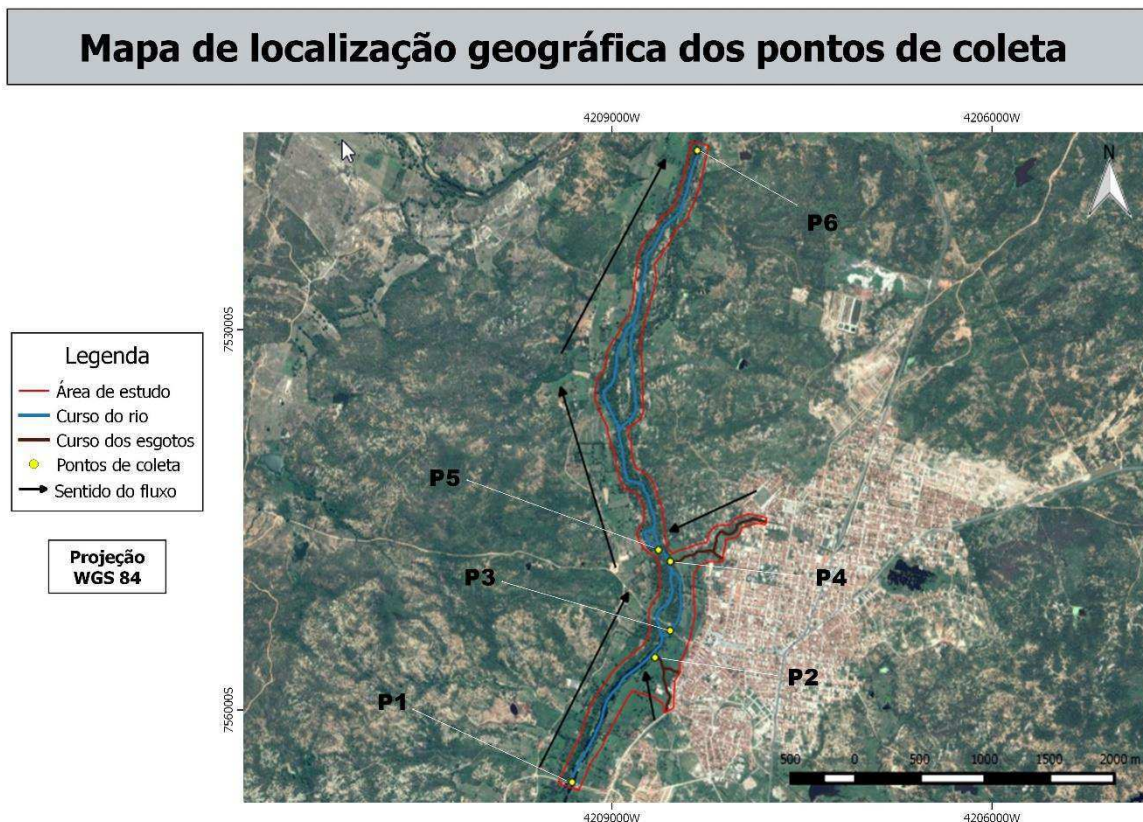 Mapa de localização geográfica dos pontos de coleta
4209000W
4206000W
N
P6
753000S
Legenda
Área de estudo
Curso do rio
Curso dos esgotos
Pontos de coleta
Sentido do fluxo
P5
Projeção
WGS 84
P3
P4
P2
P1
756000S
500 0 500 1000 1500 2000 m
4209000W
4206000W